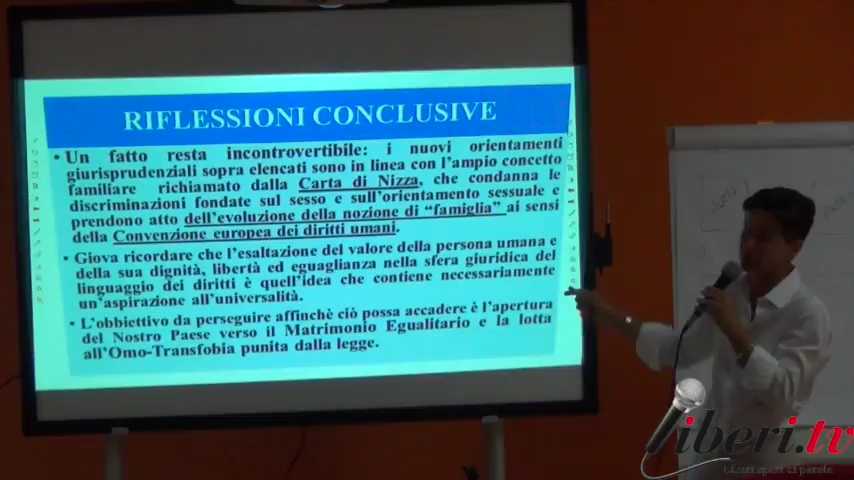 RIFLESSIONI CONCLUSIVE
• Un fatto resta incontrovertibile: i nuovi orientamenti
giurisprudenziali sopra elencati sono in linea con l'ampio concetto
familiare richiamato dalla Carta di Nizza, che condanna le
discriminazioni fondate sul sesso e sull'orientamento sessuale e
prendono atto dell'evoluzione della nozione di "famiglia" ai sensi
della Convenzione europea dei diritti umani.
• Giova ricordare che l'esaltazione del valore della persona umana e
della sua dignità, libertà ed eguaglianza nella sfera giuridica del
linguaggio dei diritti è quell'idea che contiene necessariamente
un'aspirazione all'universalità.
• L'obbiettivo da perseguire affinchè ciò possa accadere è l'apertura
del Nostro Paese verso il Matrimonio Egualitario e la lotta
all'Omo-Transfobia punita dalla legge.
liberi.tv